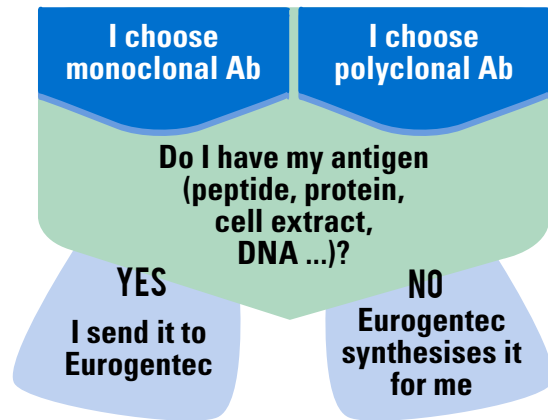 I choose
monoclonal Ab
I choose
polyclonal Ab
Do I have my antigen
(peptide, protein,
cell extract,
DNA ...)?
YES
I send it to
Eurogentec
NO
Eurogentec
synthesises it
for me